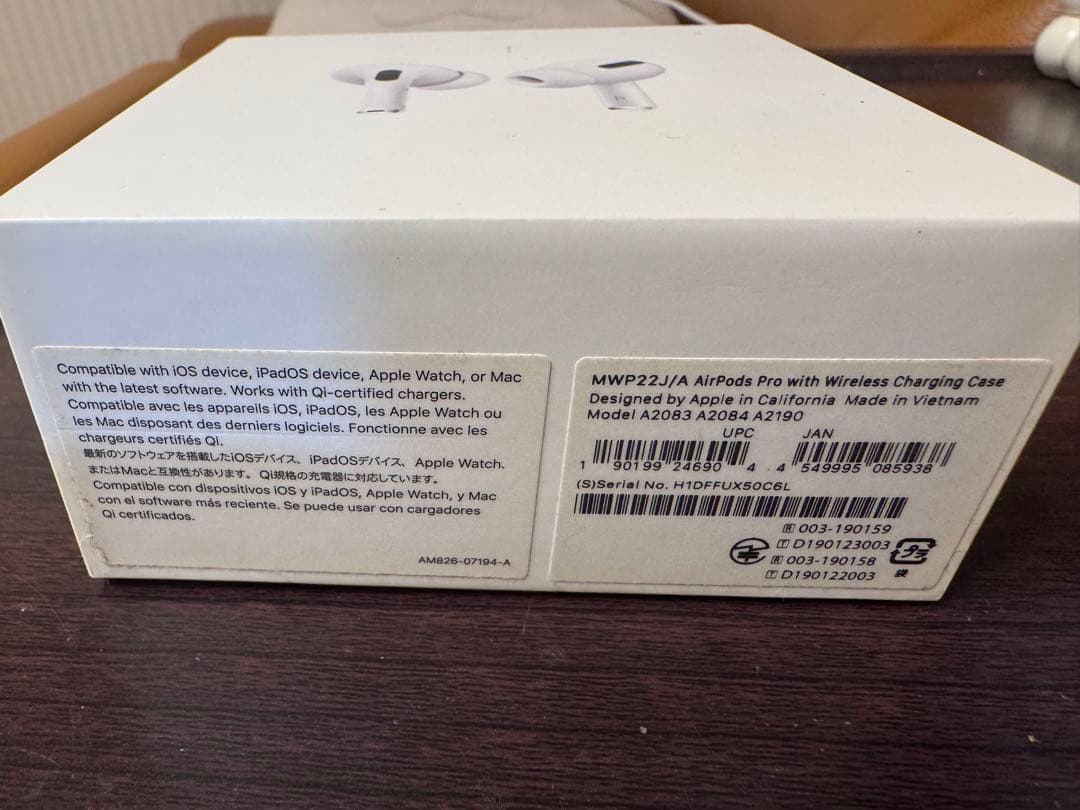 Compatible with iOS device, iPadOS device, Apple Watch, or Mac
with the latest software. Works with Qi-certified chargers.
Compatible avec les appareils iOS, iPadOS, les Apple Watch ou
les Mac disposant des derniers logiciels. Fonctionne avec les
chargeurs certifiés Qi.
最新のソフトウェアを搭載したiOSデバイス、iPadOSデバイス、Apple Watch、
またはMacと互換性があります。Qi規格の充電器に対応しています。
Compatible con dispositivos iOS y iPadOS, Apple Watch, y Mac
con el software más reciente. Se puede usar con cargadores
Qi certificados.
AM826-07194-A
MWP22J/A AirPods Pro with Wireless Charging Case
Designed by Apple in California Made in Vietnam
Model A2083 A2084 A2190
UPC JAN
1 90199 24690 4 4 549995 085938
(S)Serial No. H1DFFUX50C6L
R 003-190159
T D190123003
R 003-190158
T D190122003
プラ
袋